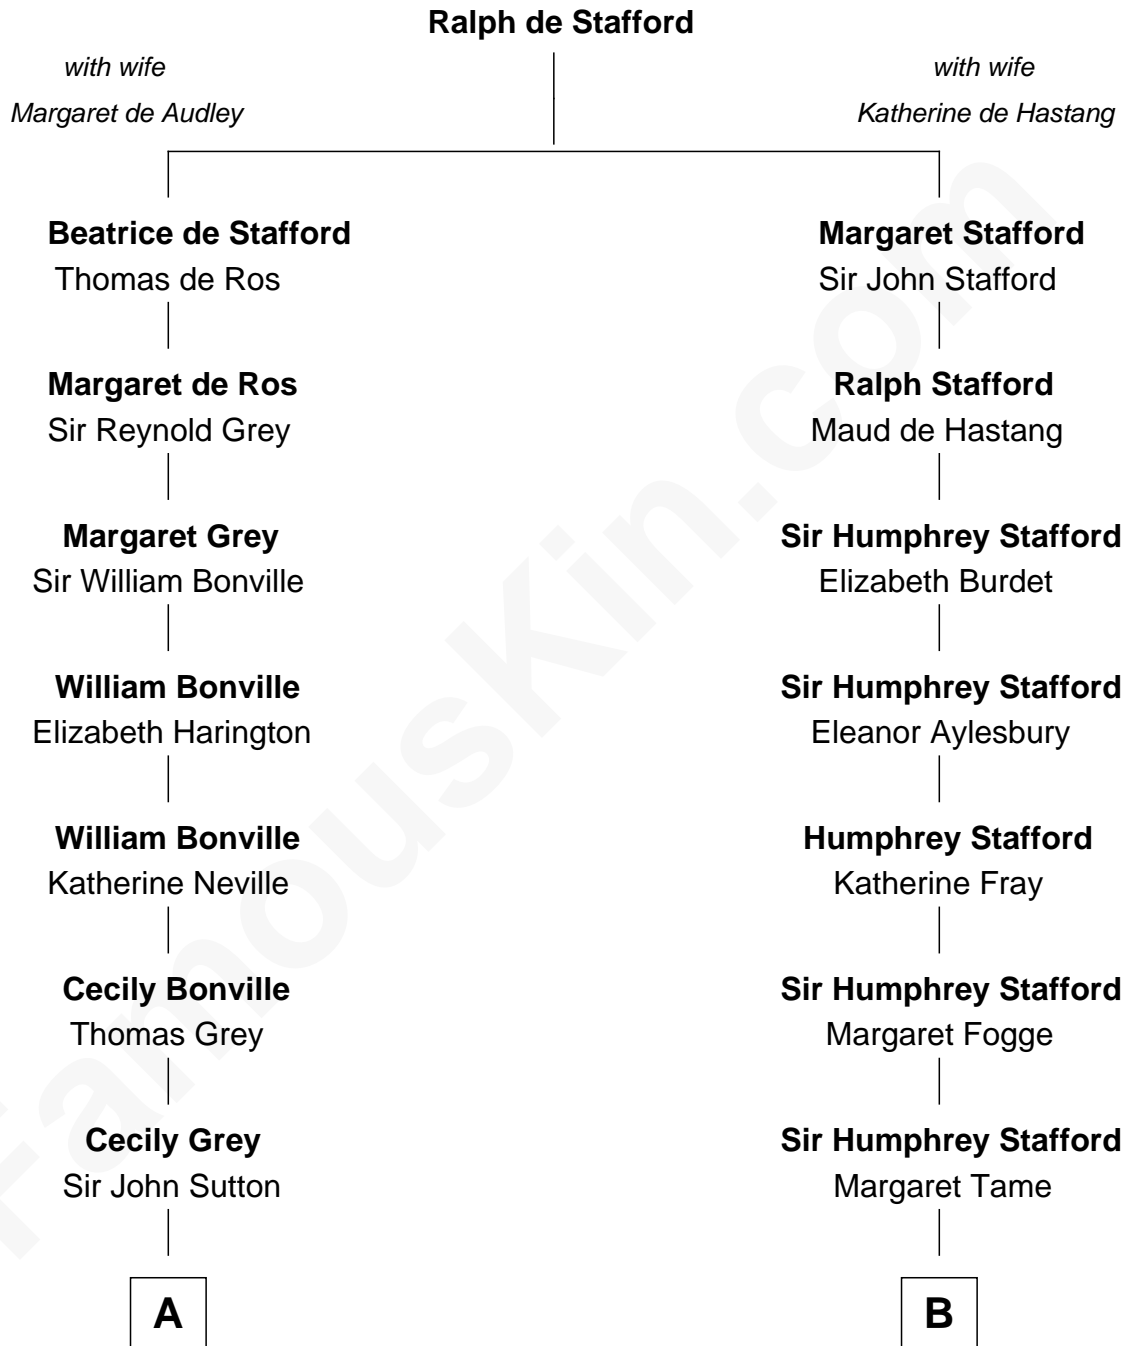 Ralph de Stafford
with wife
Margaret de Audley
with wife
Katherine de Hastang
Beatrice de Stafford
Thomas de Ros
Margaret Stafford
Sir John Stafford
Margaret de Ros
Sir Reynold Grey
Ralph Stafford
Maud de Hastang
Margaret Grey
Sir William Bonville
Sir Humphrey Stafford
Elizabeth Burdet
William Bonville
Elizabeth Harington
Sir Humphrey Stafford
Eleanor Aylesbury
William Bonville
Katherine Neville
Humphrey Stafford
Katherine Fray
Cecily Bonville
Thomas Grey
Sir Humphrey Stafford
Margaret Fogge
Cecily Grey
Sir John Sutton
Sir Humphrey Stafford
Margaret Tame
A
B
FamousKin.com